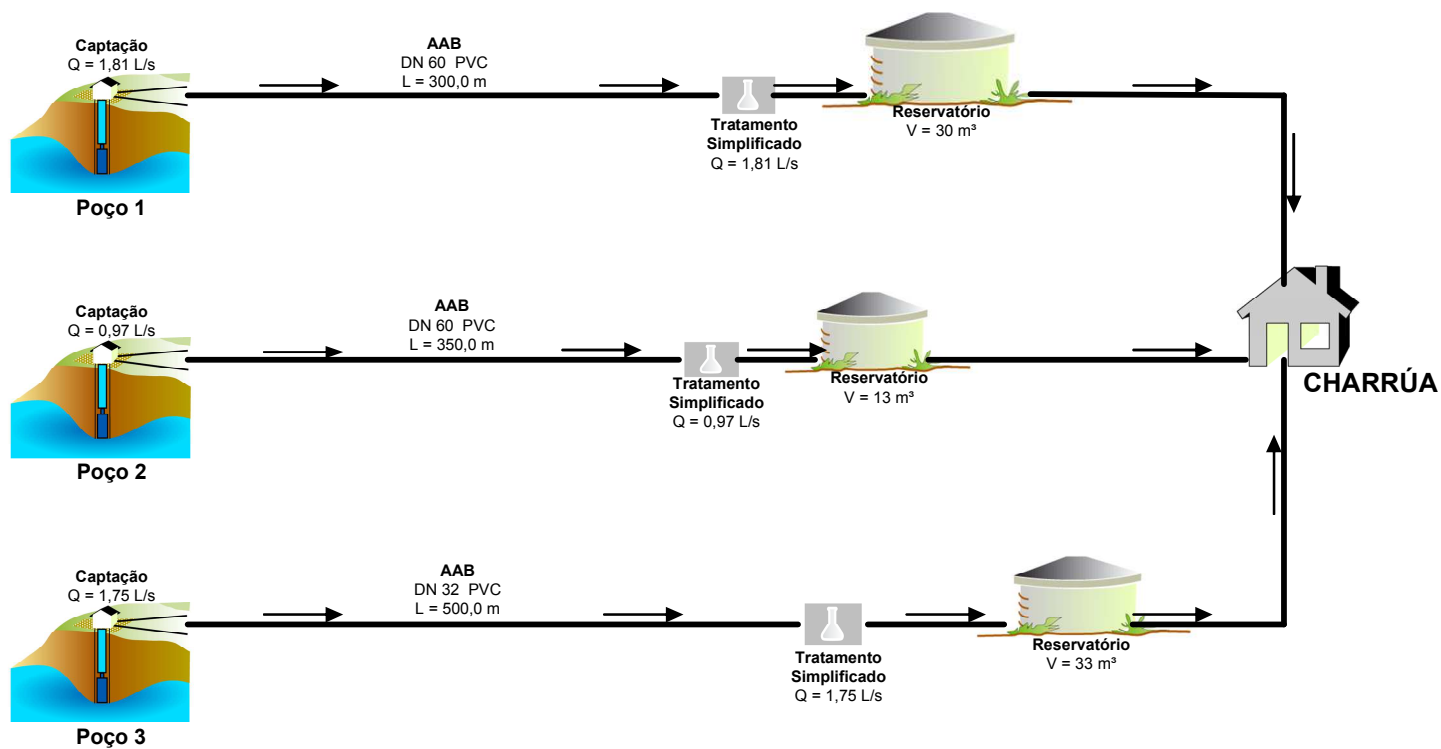 Captação
Q = 1,81 L/s
AAB
DN 60 PVC
L = 300,0 m
Tratamento
Simplificado
Q = 1,81 L/s
Reservatório
V = 30 m³
Poço 1
Captação
Q = 0,97 L/s
AAB
DN 60 PVC
L = 350,0 m
Tratamento
Simplificado
Q = 0,97 L/s
Reservatório
V = 13 m³
CHARRÚA
Poço 2
Captação
Q = 1,75 L/s
AAB
DN 32 PVC
L = 500,0 m
Tratamento
Simplificado
Q = 1,75 L/s
Reservatório
V = 33 m³
Poço 3